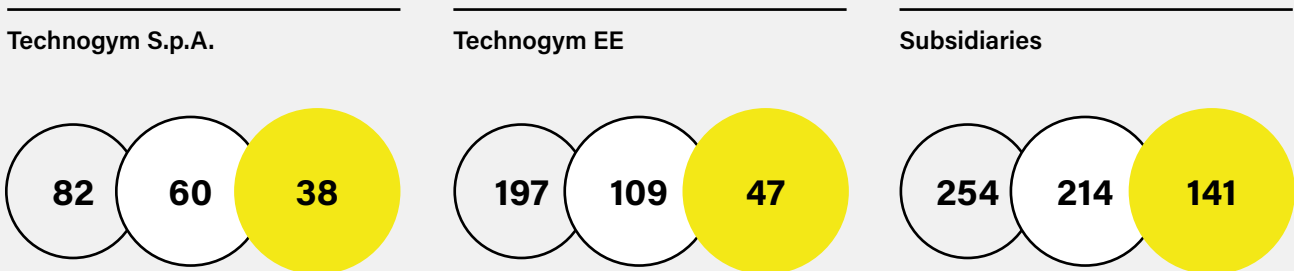 Technogym S.p.A.
Technogym EE
Subsidiaries
82 60 38
197 109 47
254 214 141